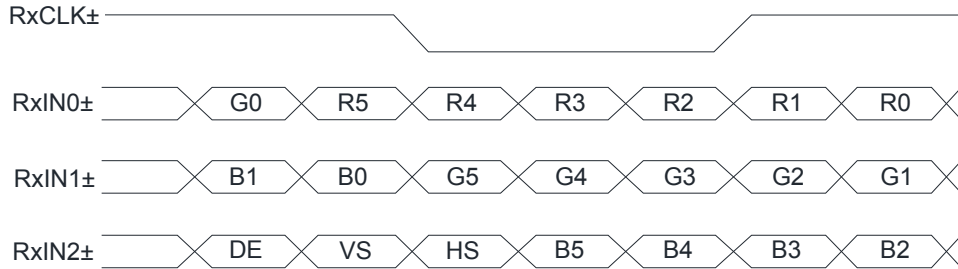 RxCLK±
RxIN0± G0 R5 R4 R3 R2 R1 R0
RxIN1± B1 B0 G5 G4 G3 G2 G1
RxIN2± DE VS HS B5 B4 B3 B2